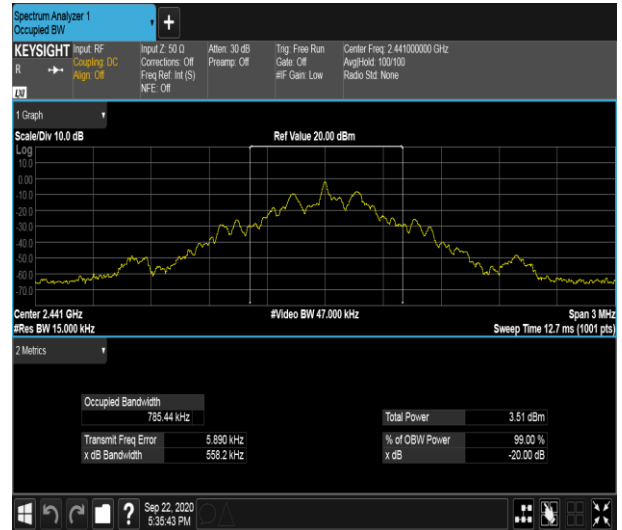 Spectrum Analyzer 1
Occupied BW
KEYSIGHT
R
LXI
Input: RF
Coupling: DC
Align: Off
Input Z: 50 Ω
Corrections: Off
Freq Ref: Int (S)
NFE: Off
Atten: 30 dB
Preamp: Off
Trig: Free Run
Gate: Off
#IF Gain: Low
Center Freq: 2.441000000 GHz
Avg|Hold: 100/100
Radio Std: None
1 Graph
Scale/Div 10.0 dB
Ref Value 20.00 dBm
Log
10.0
0.00
-10.0
-20.0
-30.0
-40.0
-50.0
-60.0
-70.0
Center 2.441 GHz
#Video BW 47.000 kHz
Span 3 MHz
#Res BW 15.000 kHz
Sweep Time 12.7 ms (1001 pts)
2 Metrics
Occupied Bandwidth
785.44 kHz
Total Power 3.51 dBm
Transmit Freq Error 5.890 kHz
% of OBW Power 99.00 %
x dB Bandwidth 558.2 kHz
x dB -20.00 dB
Sep 22, 2020
5:35:43 PM